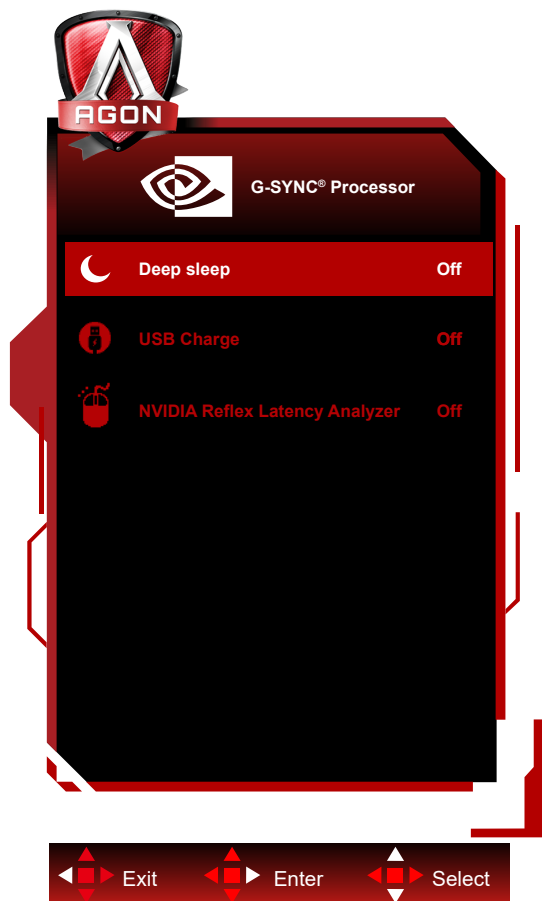 AGON
G-SYNC® Processor
Deep sleep Off
USB Charge Off
NVIDIA Reflex Latency Analyzer Off
Exit Enter Select